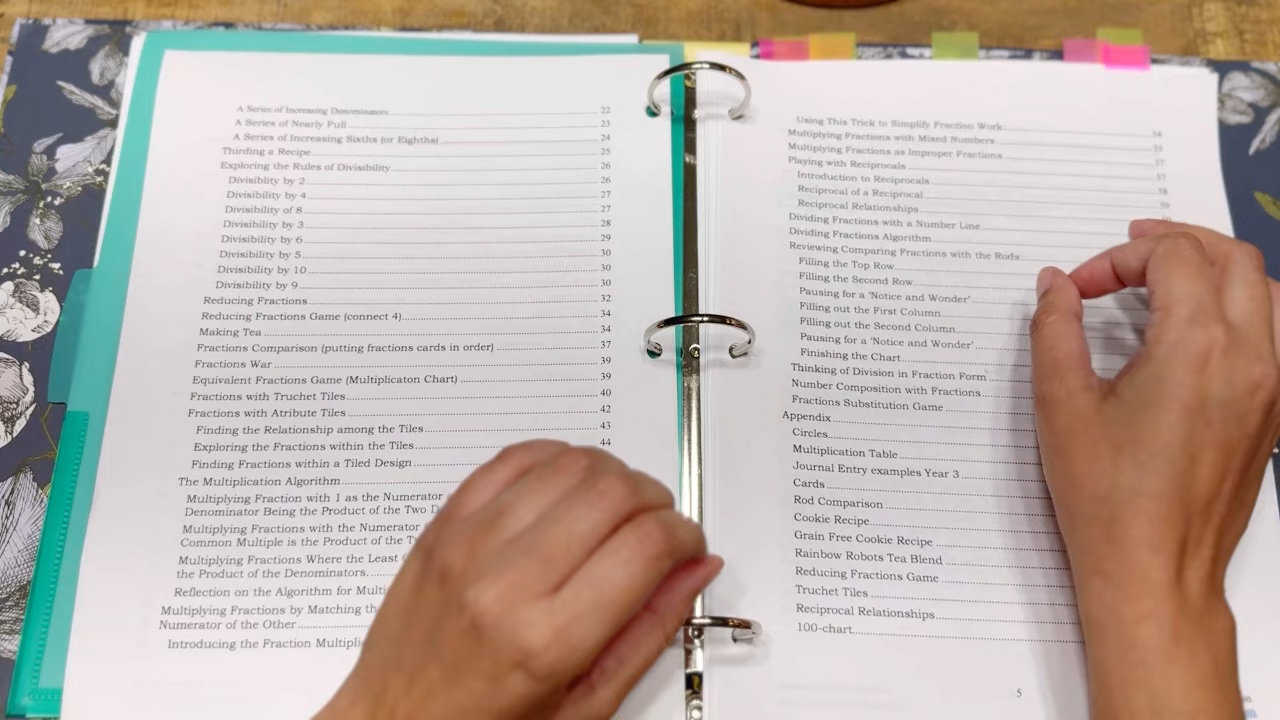 A Series of Increasing Denominators 22
A Series of Nearly Full 23
A Series of Increasing Sixths (or Eighths) 24
Thirding a Recipe 25
Exploring the Rules of Divisibility 26
Divisiblity by 2 26
Divisibility by 4 27
Divisibility of 8 27
Divisibility by 3 28
Divisibility by 6 29
Divisibility by 5 30
Divisibility by 10 30
Divisibility by 9 30
Reducing Fractions 32
Reducing Fractions Game (connect 4) 34
Making Tea 34
Fractions Comparison (putting fractions cards in order) 37
Fractions War 39
Equivalent Fractions Game (Multiplicaton Chart) 39
Fractions with Truchet Tiles 40
Fractions with Atribute Tiles 42
Finding the Relationship among the Tiles 43
Exploring the Fractions within the Tiles 44
Finding Fractions within a Tiled Design
The Multiplication Algorithm
Multiplying Fraction with 1 as the Numerator
Denominator Being the Product of the Two
Multiplying Fractions with the Numerator
Common Multiple is the Product of the
Multiplying Fractions Where the Least
the Product of the Denominators.
Reflection on the Algorithm for
Multiplying Fractions by Matching the
Numerator of the Other
Introducing the Fraction
Using This Trick to Simplify Fraction Work
Multiplying Fractions with Mixed Numbers 55
Multiplying Fractions as Improper Fractions 57
Playing with Reciprocals 57
Introduction to Reciprocals 58
Reciprocal of a Reciprocal 59
Reciprocal Relationships
Dividing Fractions with a Number Line
Dividing Fractions Algorithm
Reviewing Comparing Fractions with the Rods
Filling the Top Row
Filling the Second Row
Pausing for a 'Notice and Wonder'
Filling out the First Column
Filling out the Second Column
Pausing for a 'Notice and Wonder'
Finishing the Chart
Thinking of Division in Fraction Form
Number Composition with Fractions
Fractions Substitution Game
Appendix
Circles
Multiplication Table
Journal Entry examples Year 3
Cards
Rod Comparison
Cookie Recipe
Grain Free Cookie Recipe
Rainbow Robots Tea Blend
Reducing Fractions Game
Truchet Tiles
Reciprocal Relationships
100-chart
5